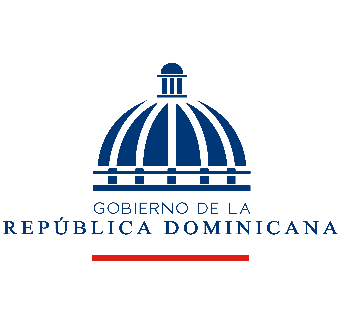 GOBIERNO DE LA
REPÚBLICA DOMINICANA